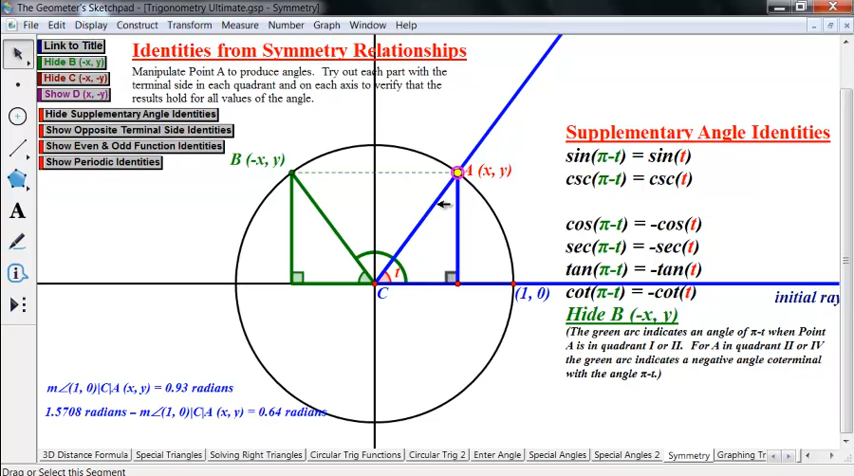 The Geometer's Sketchpad - [Trigonometry Ultimate.gsp - Symmetry]
File Edit Display Construct Transform Measure Number Graph Window Help
Link to Title
Hide B (-x, y)
Hide C (-x, -y)
Show D (x, -y)
Identities from Symmetry Relationships
Manipulate Point A to produce angles. Try out each part with the
terminal side in each quadrant and on each axis to verify that the
results hold for all values of the angle.
Hide Supplementary Angle Identities
Show Opposite Terminal Side Identities
Show Even & Odd Function Identities
Show Periodic Identities
B (-x, y)
A (x, y)
t
C
(1, 0)
initial ray
Supplementary Angle Identities
sin(π-t) = sin(t)
csc(π-t) = csc(t)
cos(π-t) = -cos(t)
sec(π-t) = -sec(t)
tan(π-t) = -tan(t)
cot(π-t) = -cot(t)
Hide B (-x, y)
(The green arc indicates an angle of π-t when Point
A is in quadrant I or II. For A in quadrant II or IV
the green arc indicates a negative angle coterminal
with the angle π-t.)
m∠(1, 0)|C|A (x, y) = 0.93 radians
1.5708 radians – m∠(1, 0)|C|A (x, y) = 0.64 radians
3D Distance Formula Special Triangles Solving Right Triangles Circular Trig Functions Circular Trig 2 Enter Angle Special Angles Special Angles 2 Symmetry Graphing Tr
Drag or Select this Segment